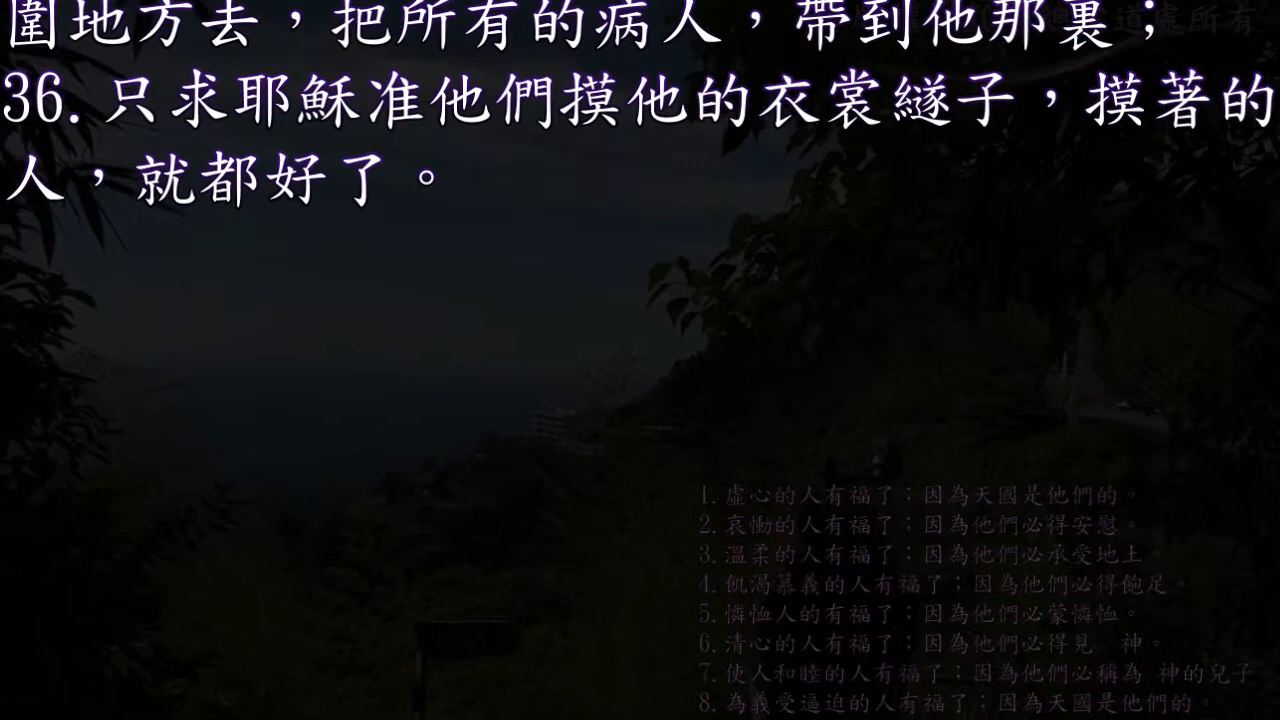 圍地方去，把所有的病人，帶到他那裏；
道處所有
36.只求耶穌准他們摸他的衣裳繸子，摸著的
人，就都好了。
1.虛心的人有福了；因為天國是他們的。
2.哀慟的人有福了；因為他們必得安慰。
3.溫柔的人有福了；因為他們必承受地土
4.飢渴慕義的人有福了；因為他們必得飽足。
5.憐恤人的有福了；因為他們必蒙憐恤。
6.清心的人有福了；因為他們必得見　神。
7.使人和睦的人有福了；因為他們必稱為 神的兒子
8.為義受逼迫的人有福了；因為天國是他們的。